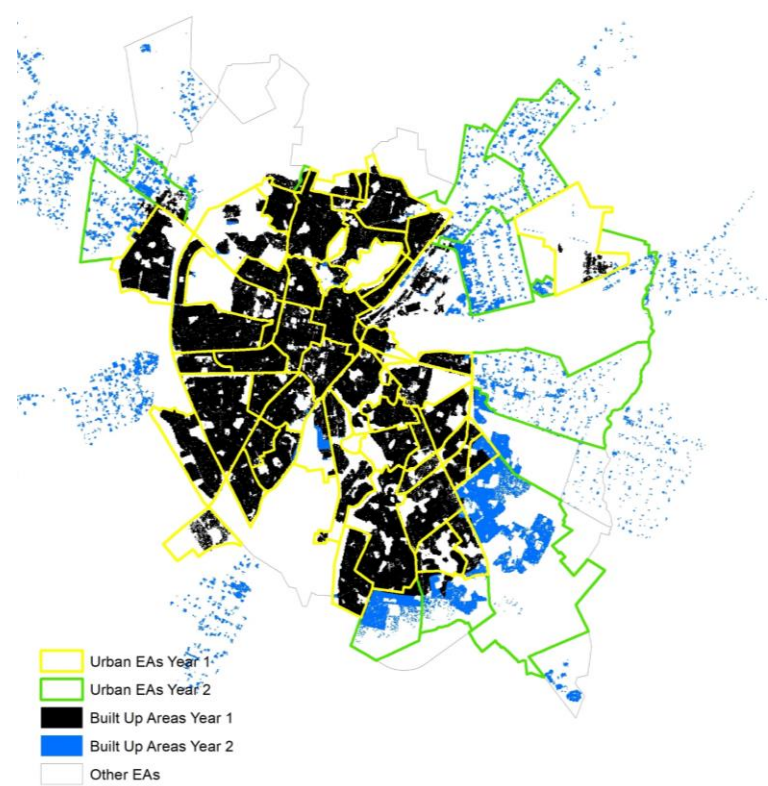 Urban EAs Year 1
Urban EAs Year 2
Built Up Areas Year 1
Built Up Areas Year 2
Other EAs